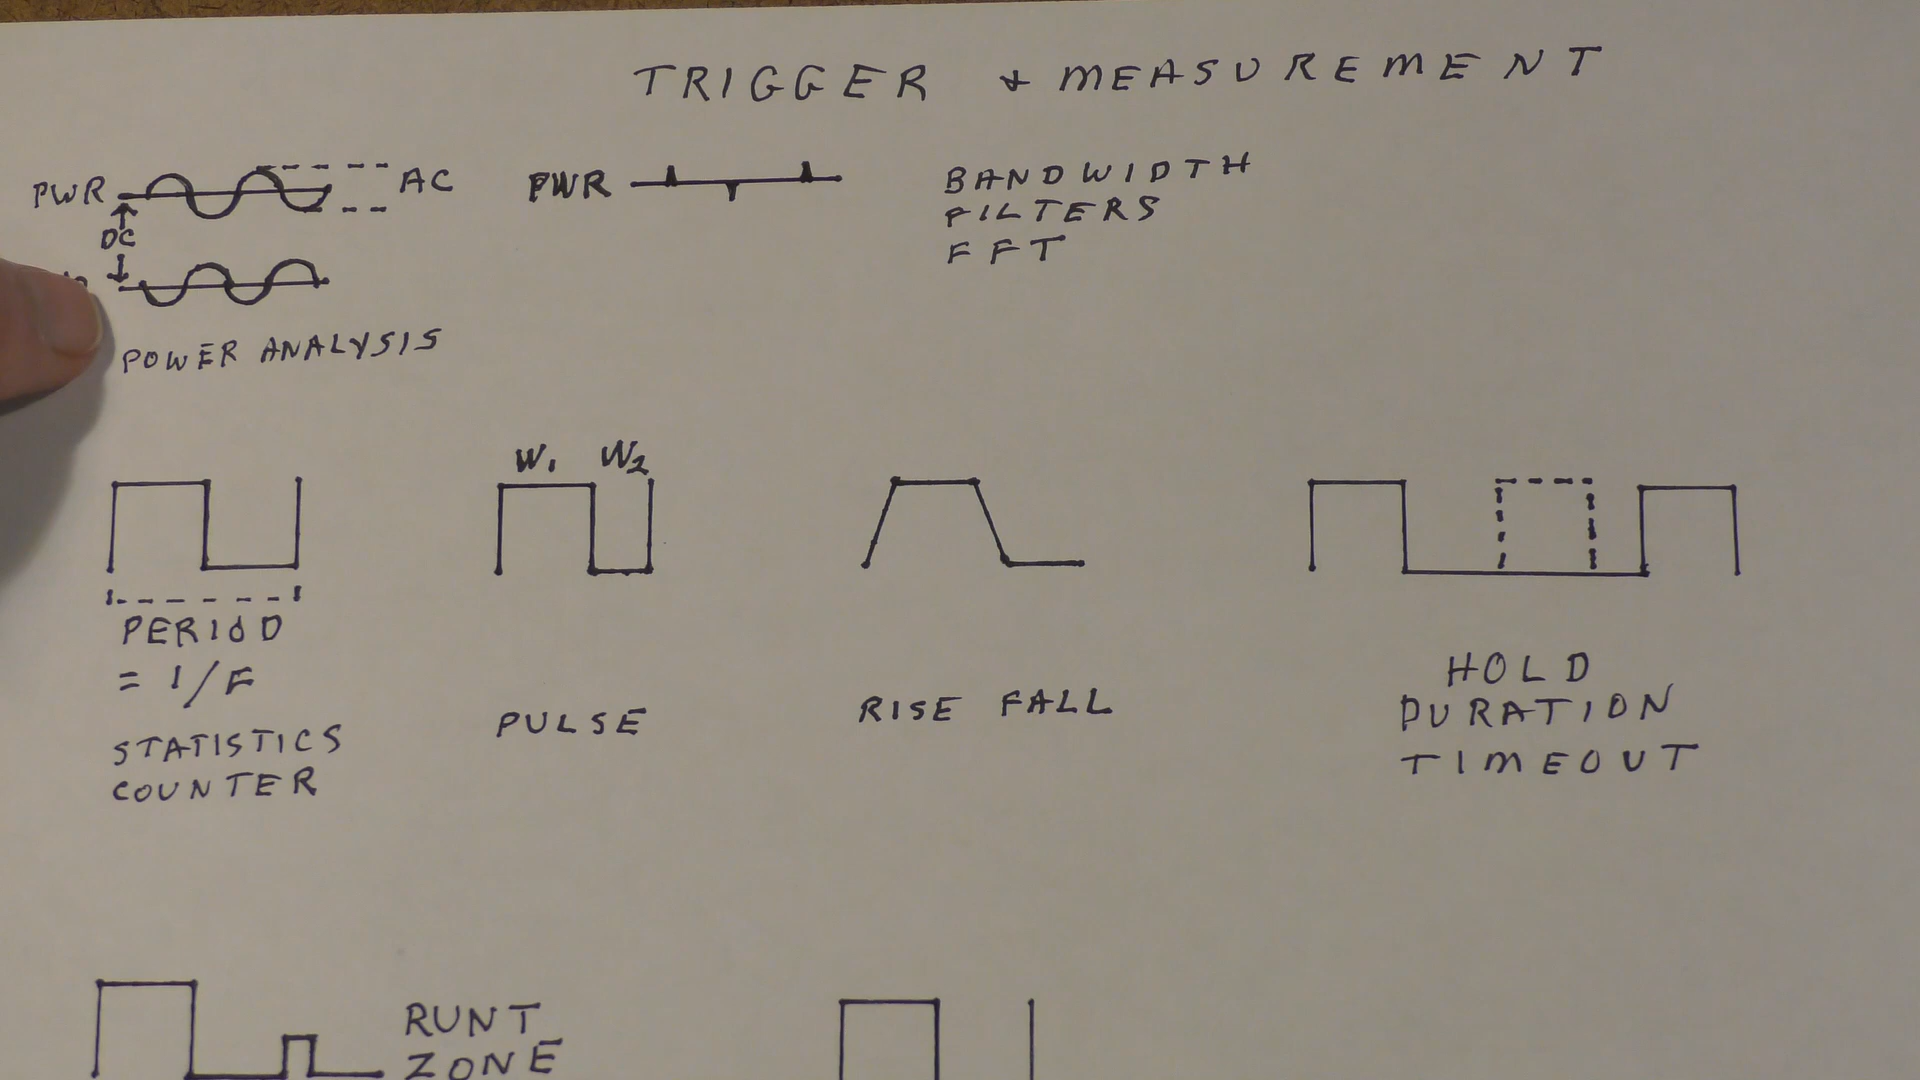 TRIGGER & MEASUREMENT
PWR
AC
DC
POWER ANALYSIS
PWR
BANDWIDTH
FILTERS
FFT
PERIOD
= 1/F
STATISTICS
COUNTER
W1 W2
PULSE
RISE FALL
HOLD
DURATION
TIMEOUT
RUNT
ZONE